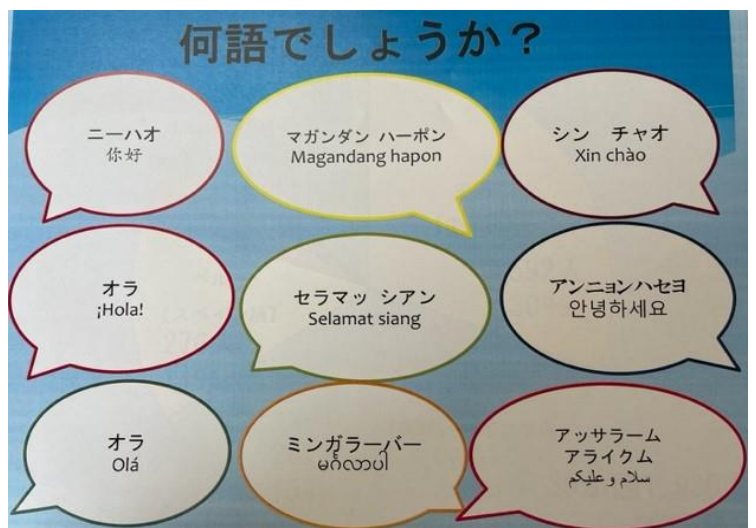 何語でしょうか？
ニーハオ
你好
マガンダン ハーポン
Magandang hapon
シン チャオ
Xin chào
オラ
¡Hola!
セラマッ シアン
Selamat siang
アンニョンハセヨ
안녕하세요
オラ
Olá
ミンガラーバー
မင်္ဂလာပါ
アッサラーム
アライクム
سلام و علیکم